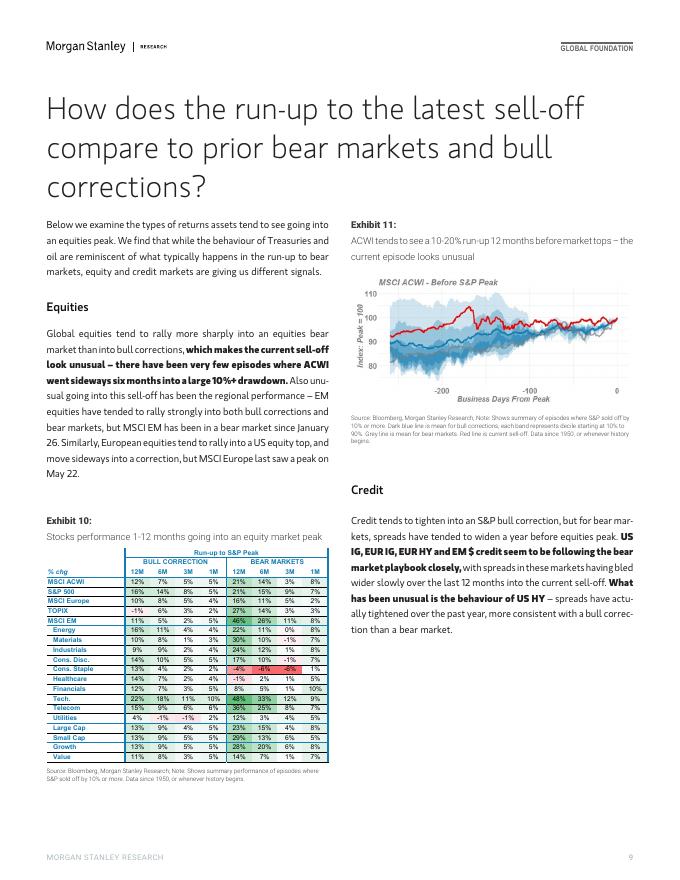 Morgan Stanley | RESEARCH
GLOBAL FOUNDATION
How does the run-up to the latest sell-off
compare to prior bear markets and bull
corrections?
Below we examine the types of returns assets tend to see going into
an equities peak. We find that while the behaviour of Treasuries and
oil are reminiscent of what typically happens in the run-up to bear
markets, equity and credit markets are giving us different signals.
Equities
Global equities tend to rally more sharply into an equities bear
market than into bull corrections, which makes the current sell-off
look unusual – there have been very few episodes where ACWI
went sideways six months into a large 10%+ drawdown. Also unu-
sual going into this sell-off has been the regional performance – EM
equities have tended to rally strongly into both bull corrections and
bear markets, but MSCI EM has been in a bear market since January
26. Similarly, European equities tend to rally into a US equity top, and
move sideways into a correction, but MSCI Europe last saw a peak on
May 22.
Exhibit 10:
Stocks performance 1-12 months going into an equity market peak
Run-up to S&P Peak
BULL CORRECTION BEAR MARKETS
% chg 12M 6M 3M 1M 12M 6M 3M 1M
MSCI ACWI 12% 7% 5% 5% 21% 14% 3% 8%
S&P 500 16% 14% 8% 5% 21% 15% 9% 7%
MSCI Europe 10% 8% 5% 4% 16% 11% 5% 2%
TOPIX -1% 6% 3% 2% 27% 14% 3% 3%
MSCI EM 11% 5% 2% 5% 46% 26% 11% 8%
Energy 16% 11% 4% 4% 22% 11% 0% 8%
Materials 10% 8% 1% 3% 30% 10% -1% 7%
Industrials 9% 9% 2% 4% 24% 12% 1% 8%
Cons. Disc. 14% 10% 5% 5% 17% 10% -1% 7%
Cons. Staple 13% 4% 2% 2% -4% -6% -6% 1%
Healthcare 14% 7% 2% 4% -1% 2% 1% 5%
Financials 12% 7% 3% 5% 8% 5% 1% 10%
Tech. 22% 18% 11% 10% 48% 33% 12% 9%
Telecom 15% 9% 6% 6% 36% 25% 8% 7%
Utilities 4% -1% -1% 2% 12% 3% 4% 5%
Large Cap 13% 9% 4% 5% 23% 15% 4% 8%
Small Cap 13% 9% 5% 5% 29% 13% 6% 5%
Growth 13% 9% 5% 5% 28% 20% 6% 8%
Value 11% 8% 3% 5% 14% 7% 1% 7%
Source: Bloomberg, Morgan Stanley Research; Note: Shows summary performance of episodes where
S&P sold off by 10% or more. Data since 1950, or whenever history begins.
Exhibit 11:
ACWI tends to see a 10-20% run-up 12 months before market tops – the
current episode looks unusual
MSCI ACWI - Before S&P Peak
Index: Peak = 100
110
100
90
80
-200 -100 0
Business Days From Peak
Source: Bloomberg, Morgan Stanley Research, Note: Shows summary of episodes where S&P sold off by
10% or more. Dark blue line is mean for bull corrections; each band represents decile starting at 10% to
90%. Grey line is mean for bear markets. Red line is current sell-off. Data since 1950, or whenever history
begins.
Credit
Credit tends to tighten into an S&P bull correction, but for bear mar-
kets, spreads have tended to widen a year before equities peak. US
IG, EUR IG, EUR HY and EM $ credit seem to be following the bear
market playbook closely, with spreads in these markets having bled
wider slowly over the last 12 months into the current sell-off. What
has been unusual is the behaviour of US HY – spreads have actu-
ally tightened over the past year, more consistent with a bull correc-
tion than a bear market.
MORGAN STANLEY RESEARCH
9